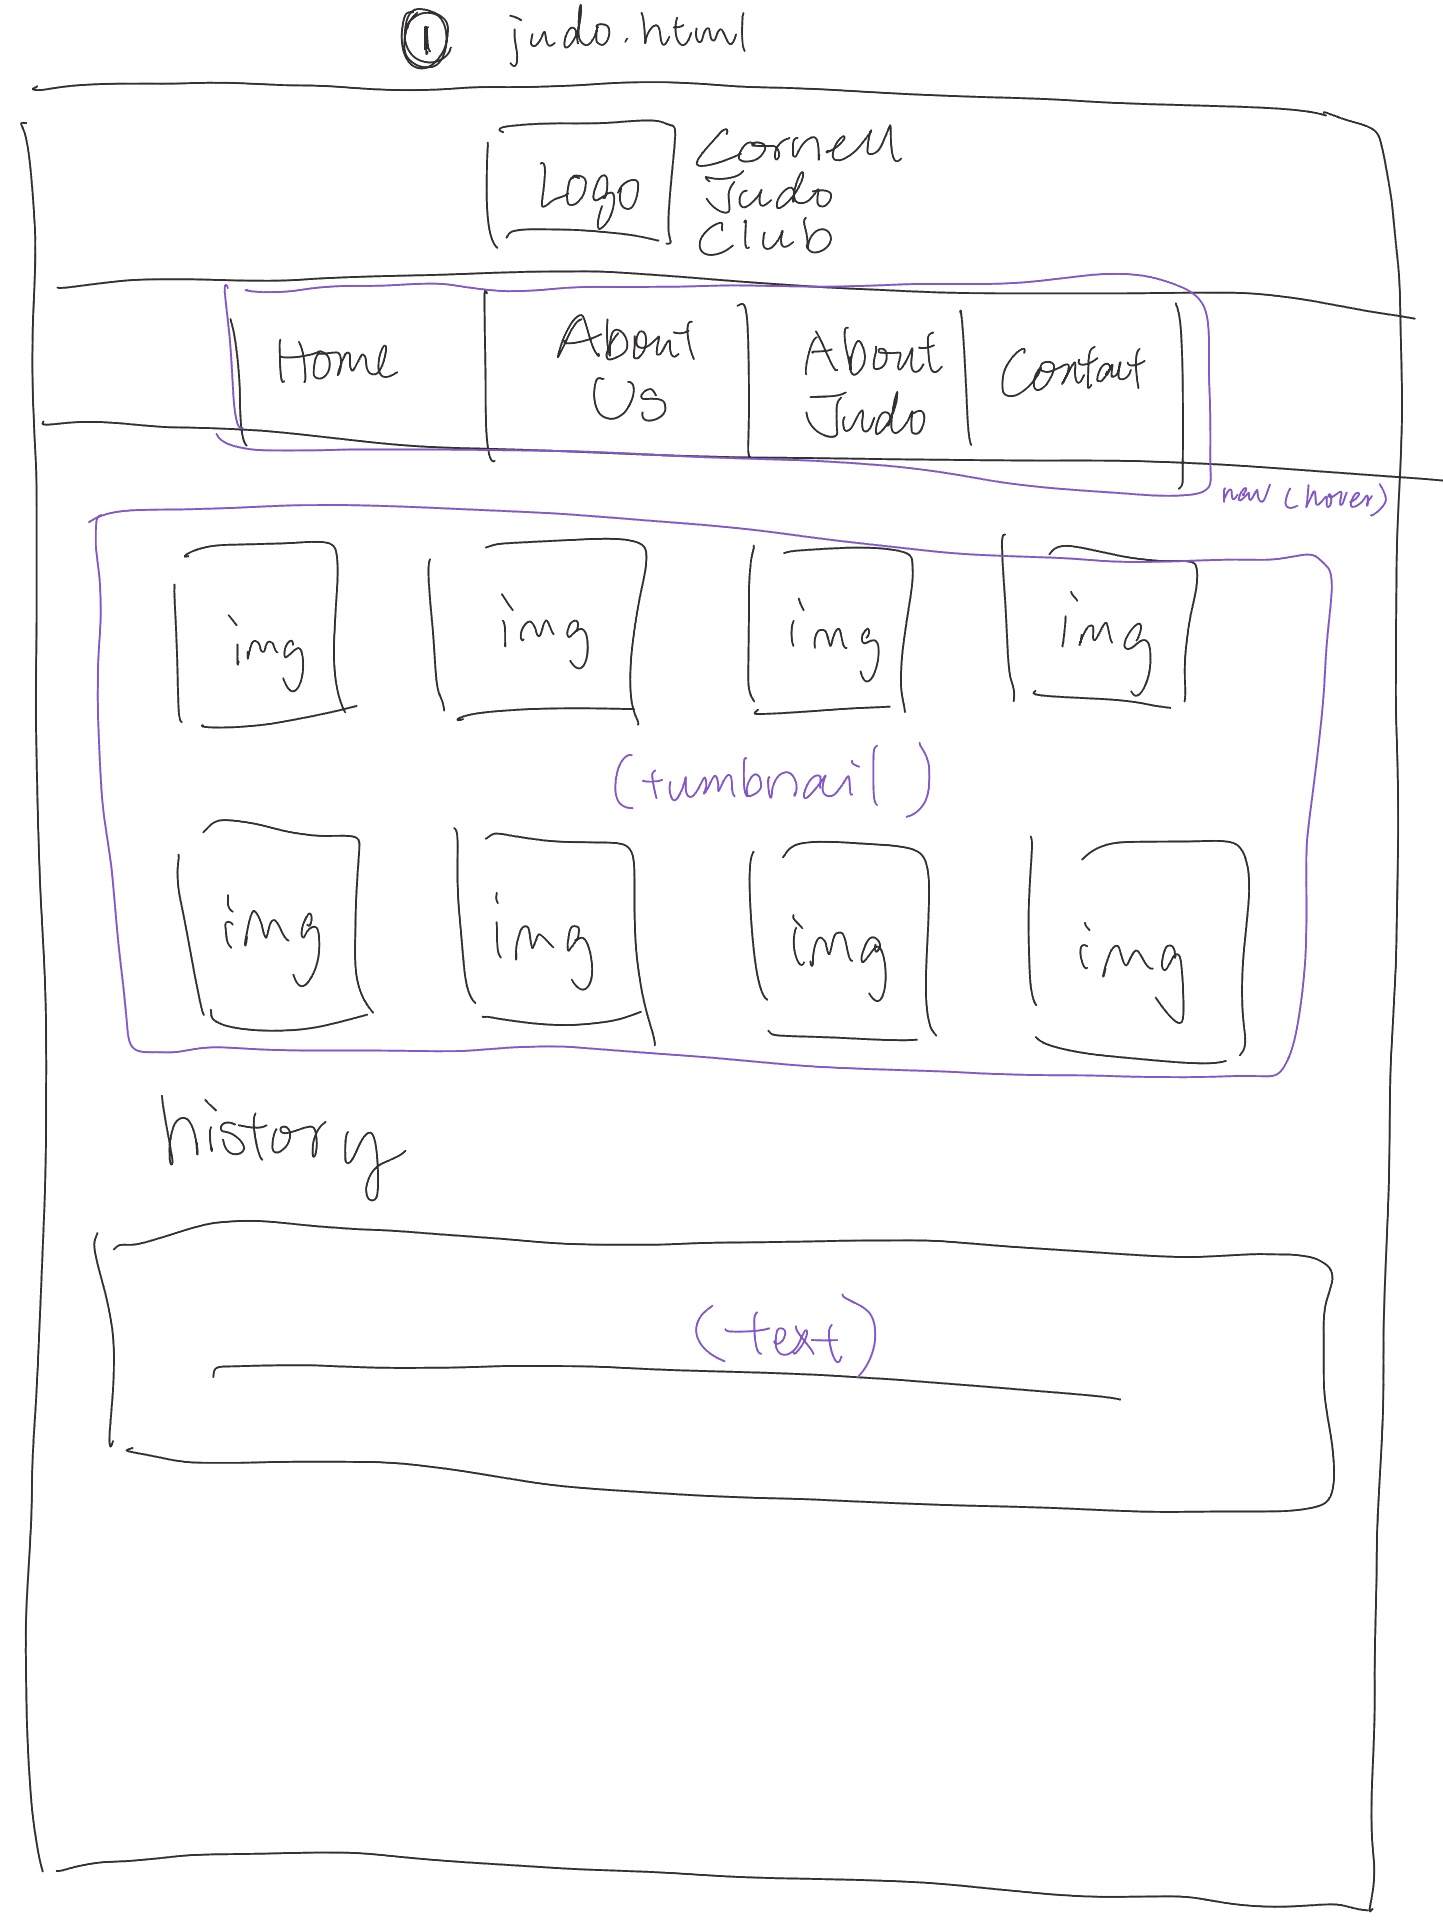 ① judo.html
Logo
Cornell
Judo
Club
Home
About
Us
About
Judo
Contact
nav (hover)
img img img img
(tumbnail)
img img img img
history
(text)